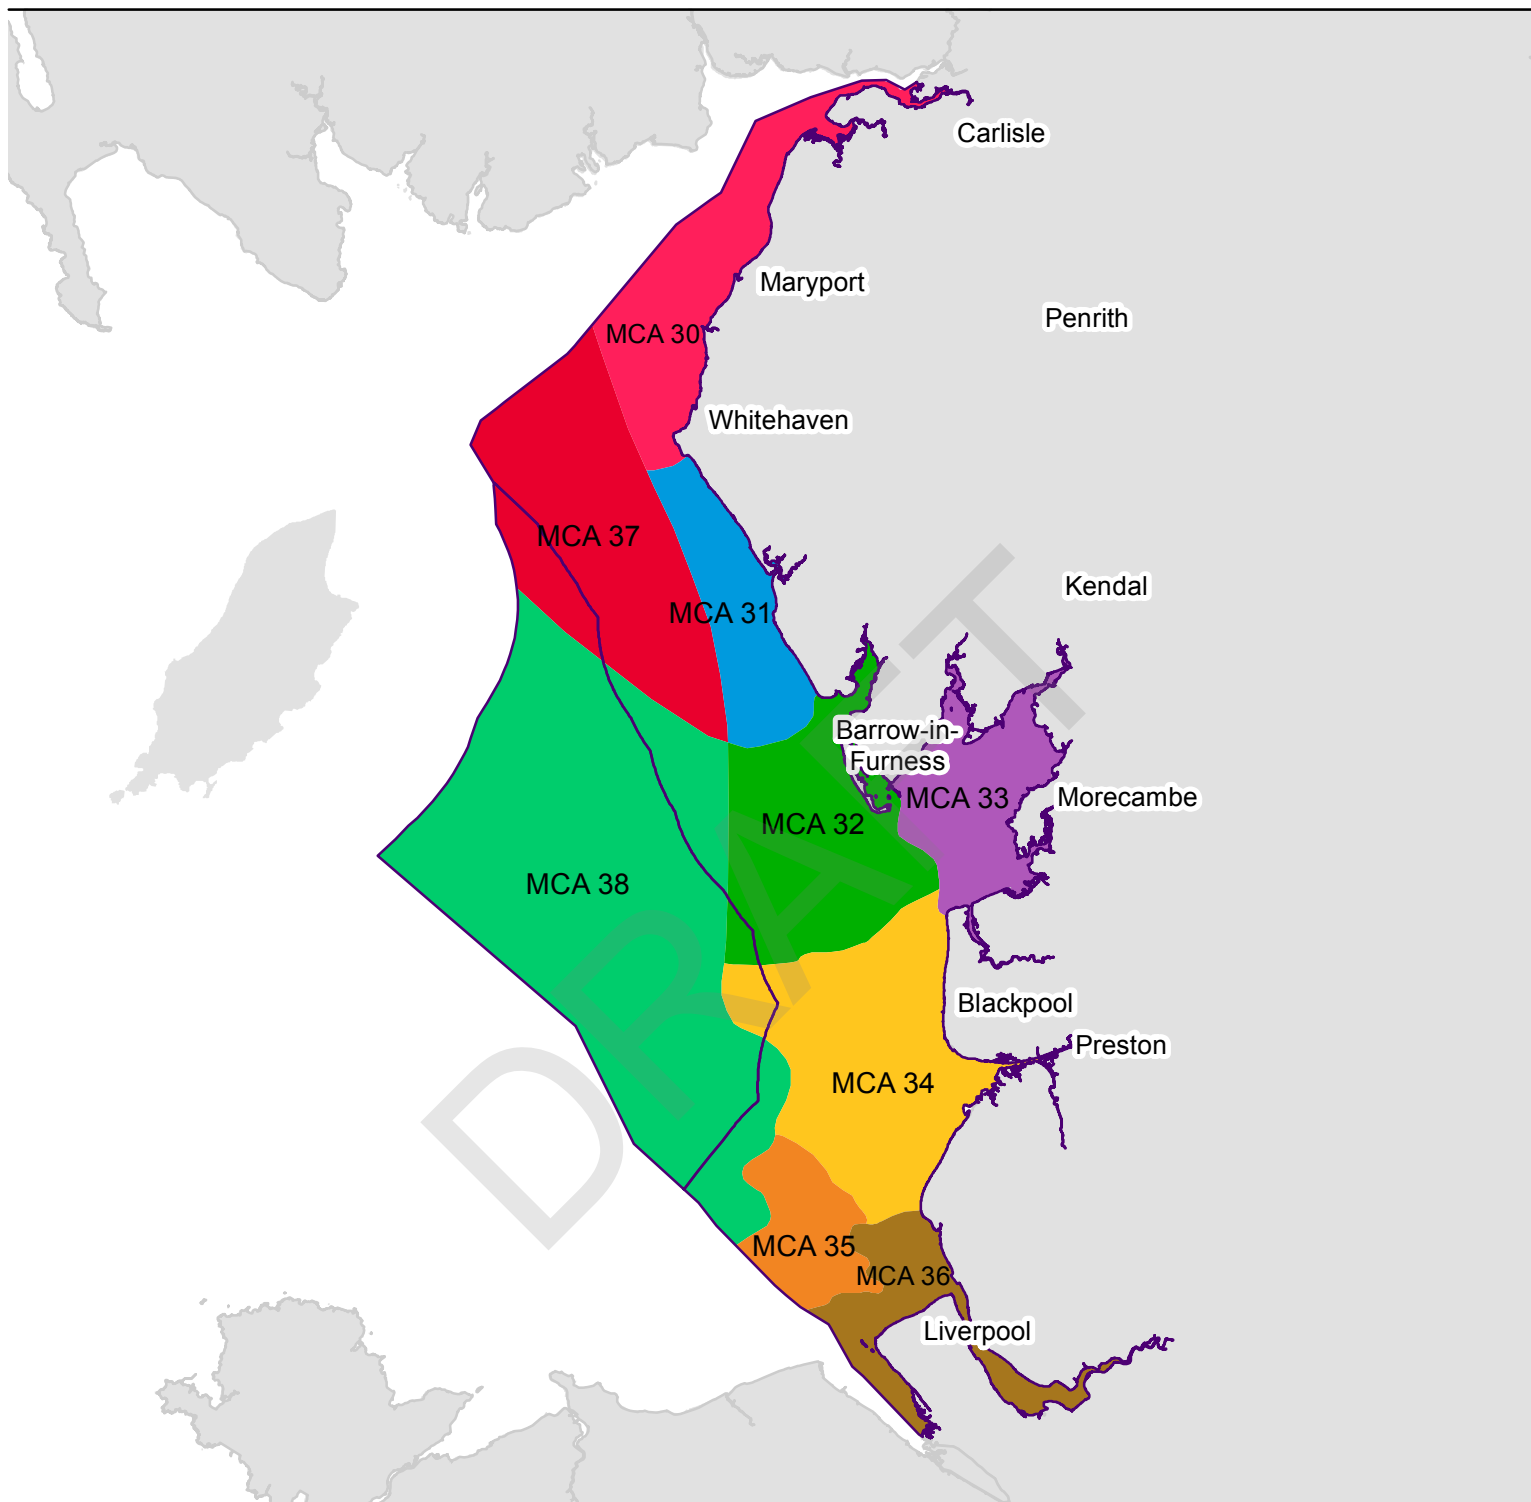 Carlisle
Maryport
Penrith
MCA 30
Whitehaven
MCA 37
Kendal
MCA 31
Barrow-in-
Furness
MCA 33
Morecambe
MCA 32
MCA 38
Blackpool
Preston
MCA 34
MCA 35
MCA 36
Liverpool
DRAFT